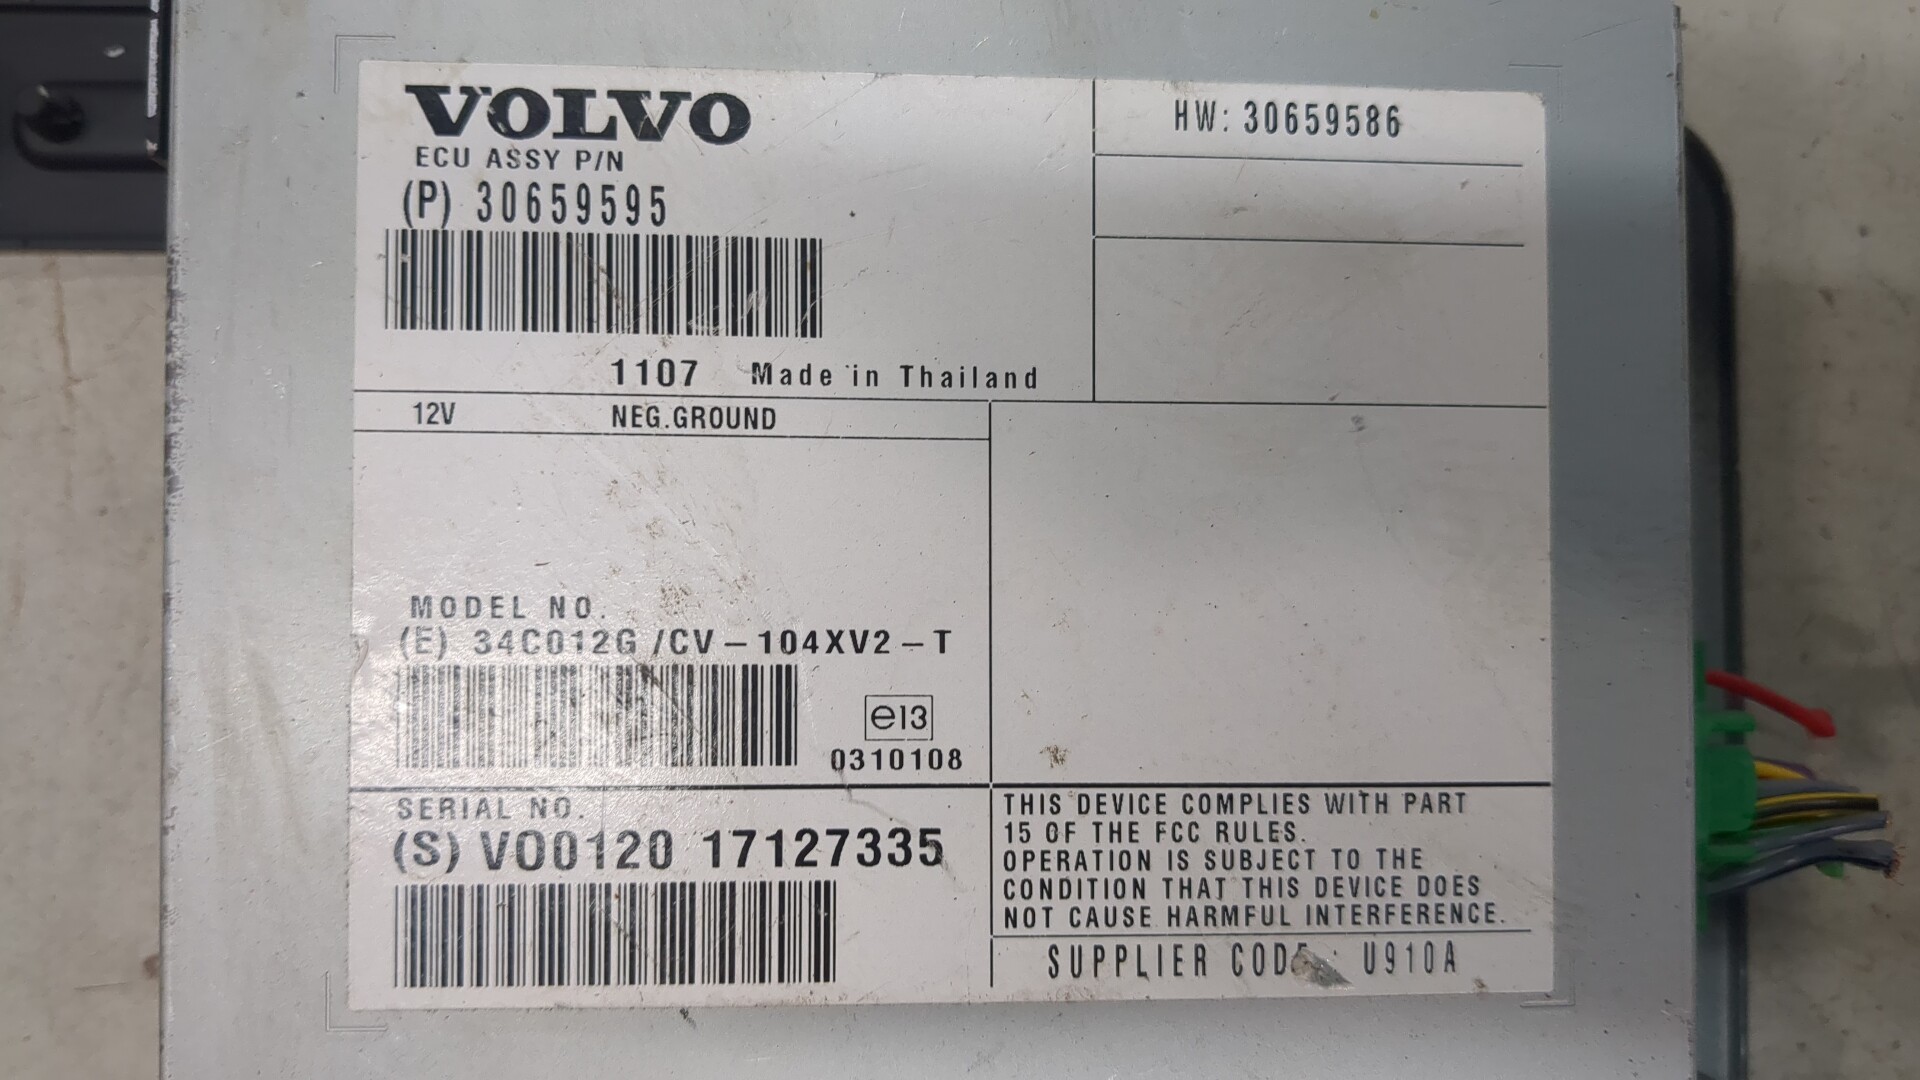 VOLVO
ECU ASSY P/N
(P) 30659595
1107 Made in Thailand
HW: 30659586
12V NEG.GROUND
MODEL NO.
(E) 34C012G /CV-104XV2-T
e13
0310108
SERIAL NO.
(S) VO0120 17127335
THIS DEVICE COMPLIES WITH PART
15 OF THE FCC RULES.
OPERATION IS SUBJECT TO THE
CONDITION THAT THIS DEVICE DOES
NOT CAUSE HARMFUL INTERFERENCE.
SUPPLIER CODE : U910A